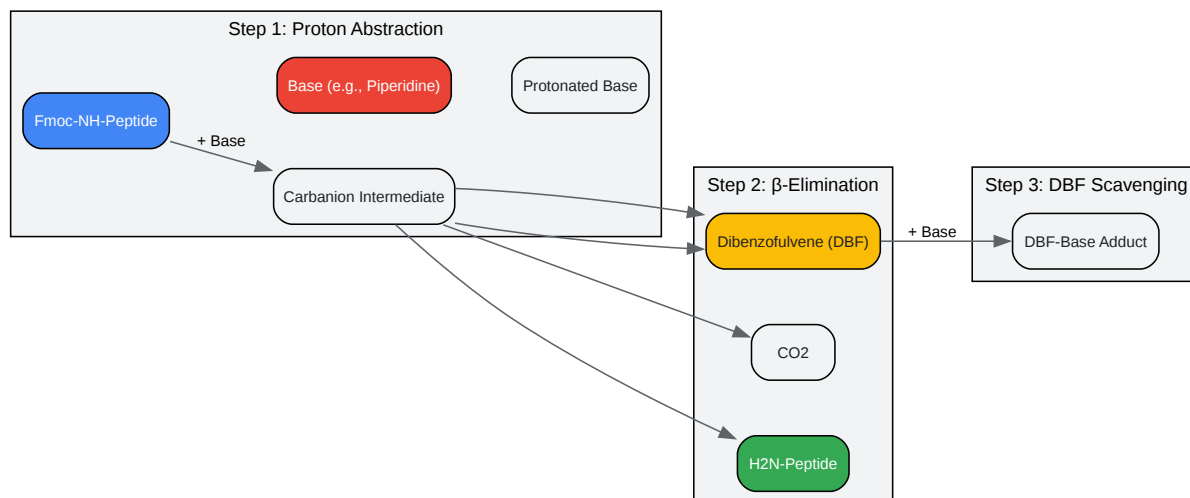 Step 1: Proton Abstraction
Base (e.g., Piperidine)
Protonated Base
Fmoc-NH-Peptide
+ Base
Carbanion Intermediate
Step 2: β-Elimination
Dibenzofulvene (DBF)
CO2
H2N-Peptide
+ Base
Step 3: DBF Scavenging
DBF-Base Adduct